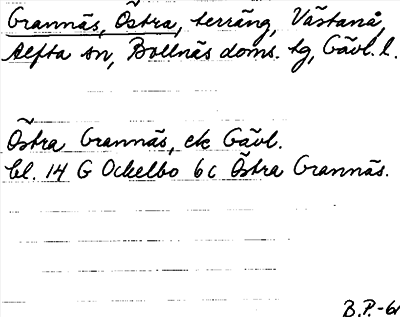 Grannäs, Östra, terräng, Västanå,
Alfta sn, Bollnäs doms. tg, Gävl. l.
Östra Grannäs, ek Gävl.
bl. 14 G Ockelbo 6c Östra Grannäs.
B.P.-61